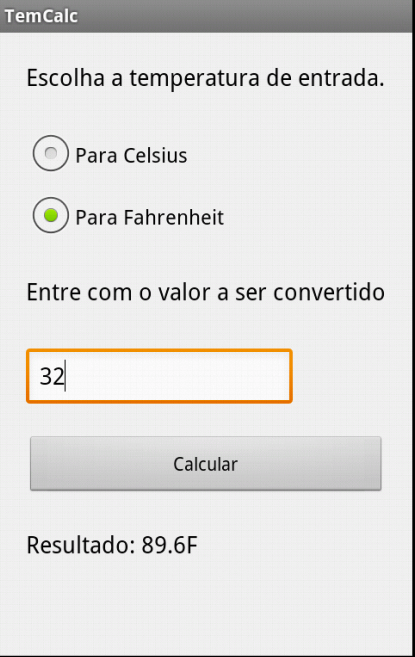 TemCalc
Escolha a temperatura de entrada.
Para Celsius
Para Fahrenheit
Entre com o valor a ser convertido
32
Calcular
Resultado: 89.6F